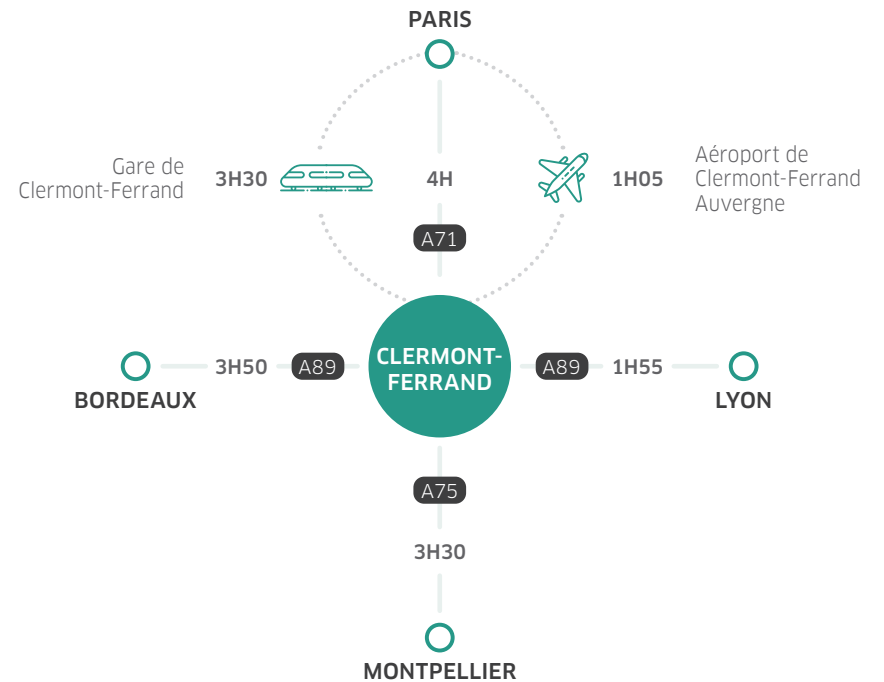 PARIS
Gare de
Clermont-Ferrand
3H30
4H
1H05
Aéroport de
Clermont-Ferrand
Auvergne
A71
BORDEAUX
3H50
A89
CLERMONT-
FERRAND
A89
1H55
LYON
A75
3H30
MONTPELLIER